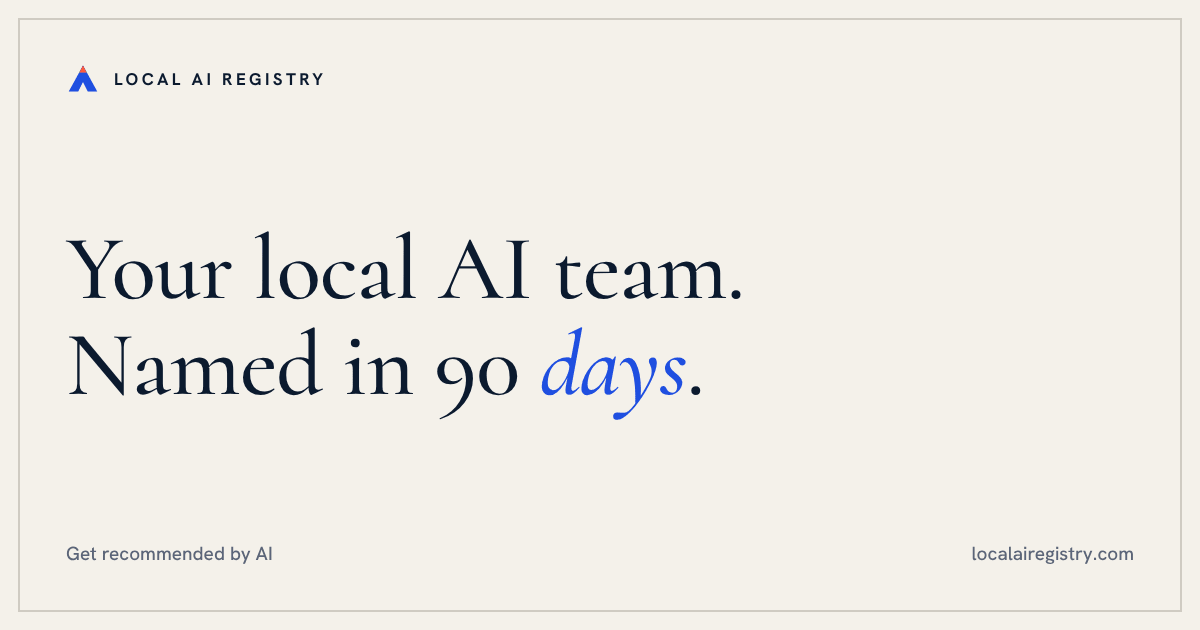 LOCAL AI REGISTRY
Your local AI team.
Named in 90 days.
Get recommended by AI
localairegistry.com